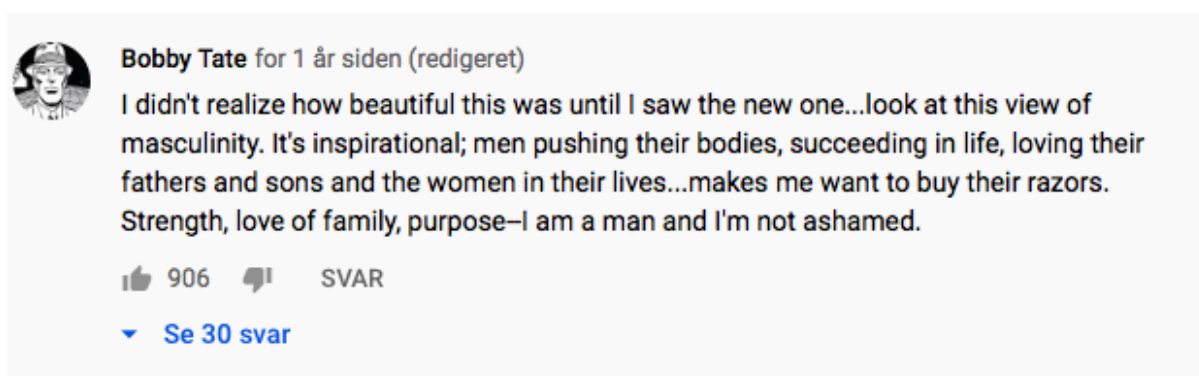 Bobby Tate for 1 år siden (redigeret)
I didn't realize how beautiful this was until I saw the new one...look at this view of
masculinity. It's inspirational; men pushing their bodies, succeeding in life, loving their
fathers and sons and the women in their lives...makes me want to buy their razors.
Strength, love of family, purpose--I am a man and I'm not ashamed.
906 SVAR
Se 30 svar